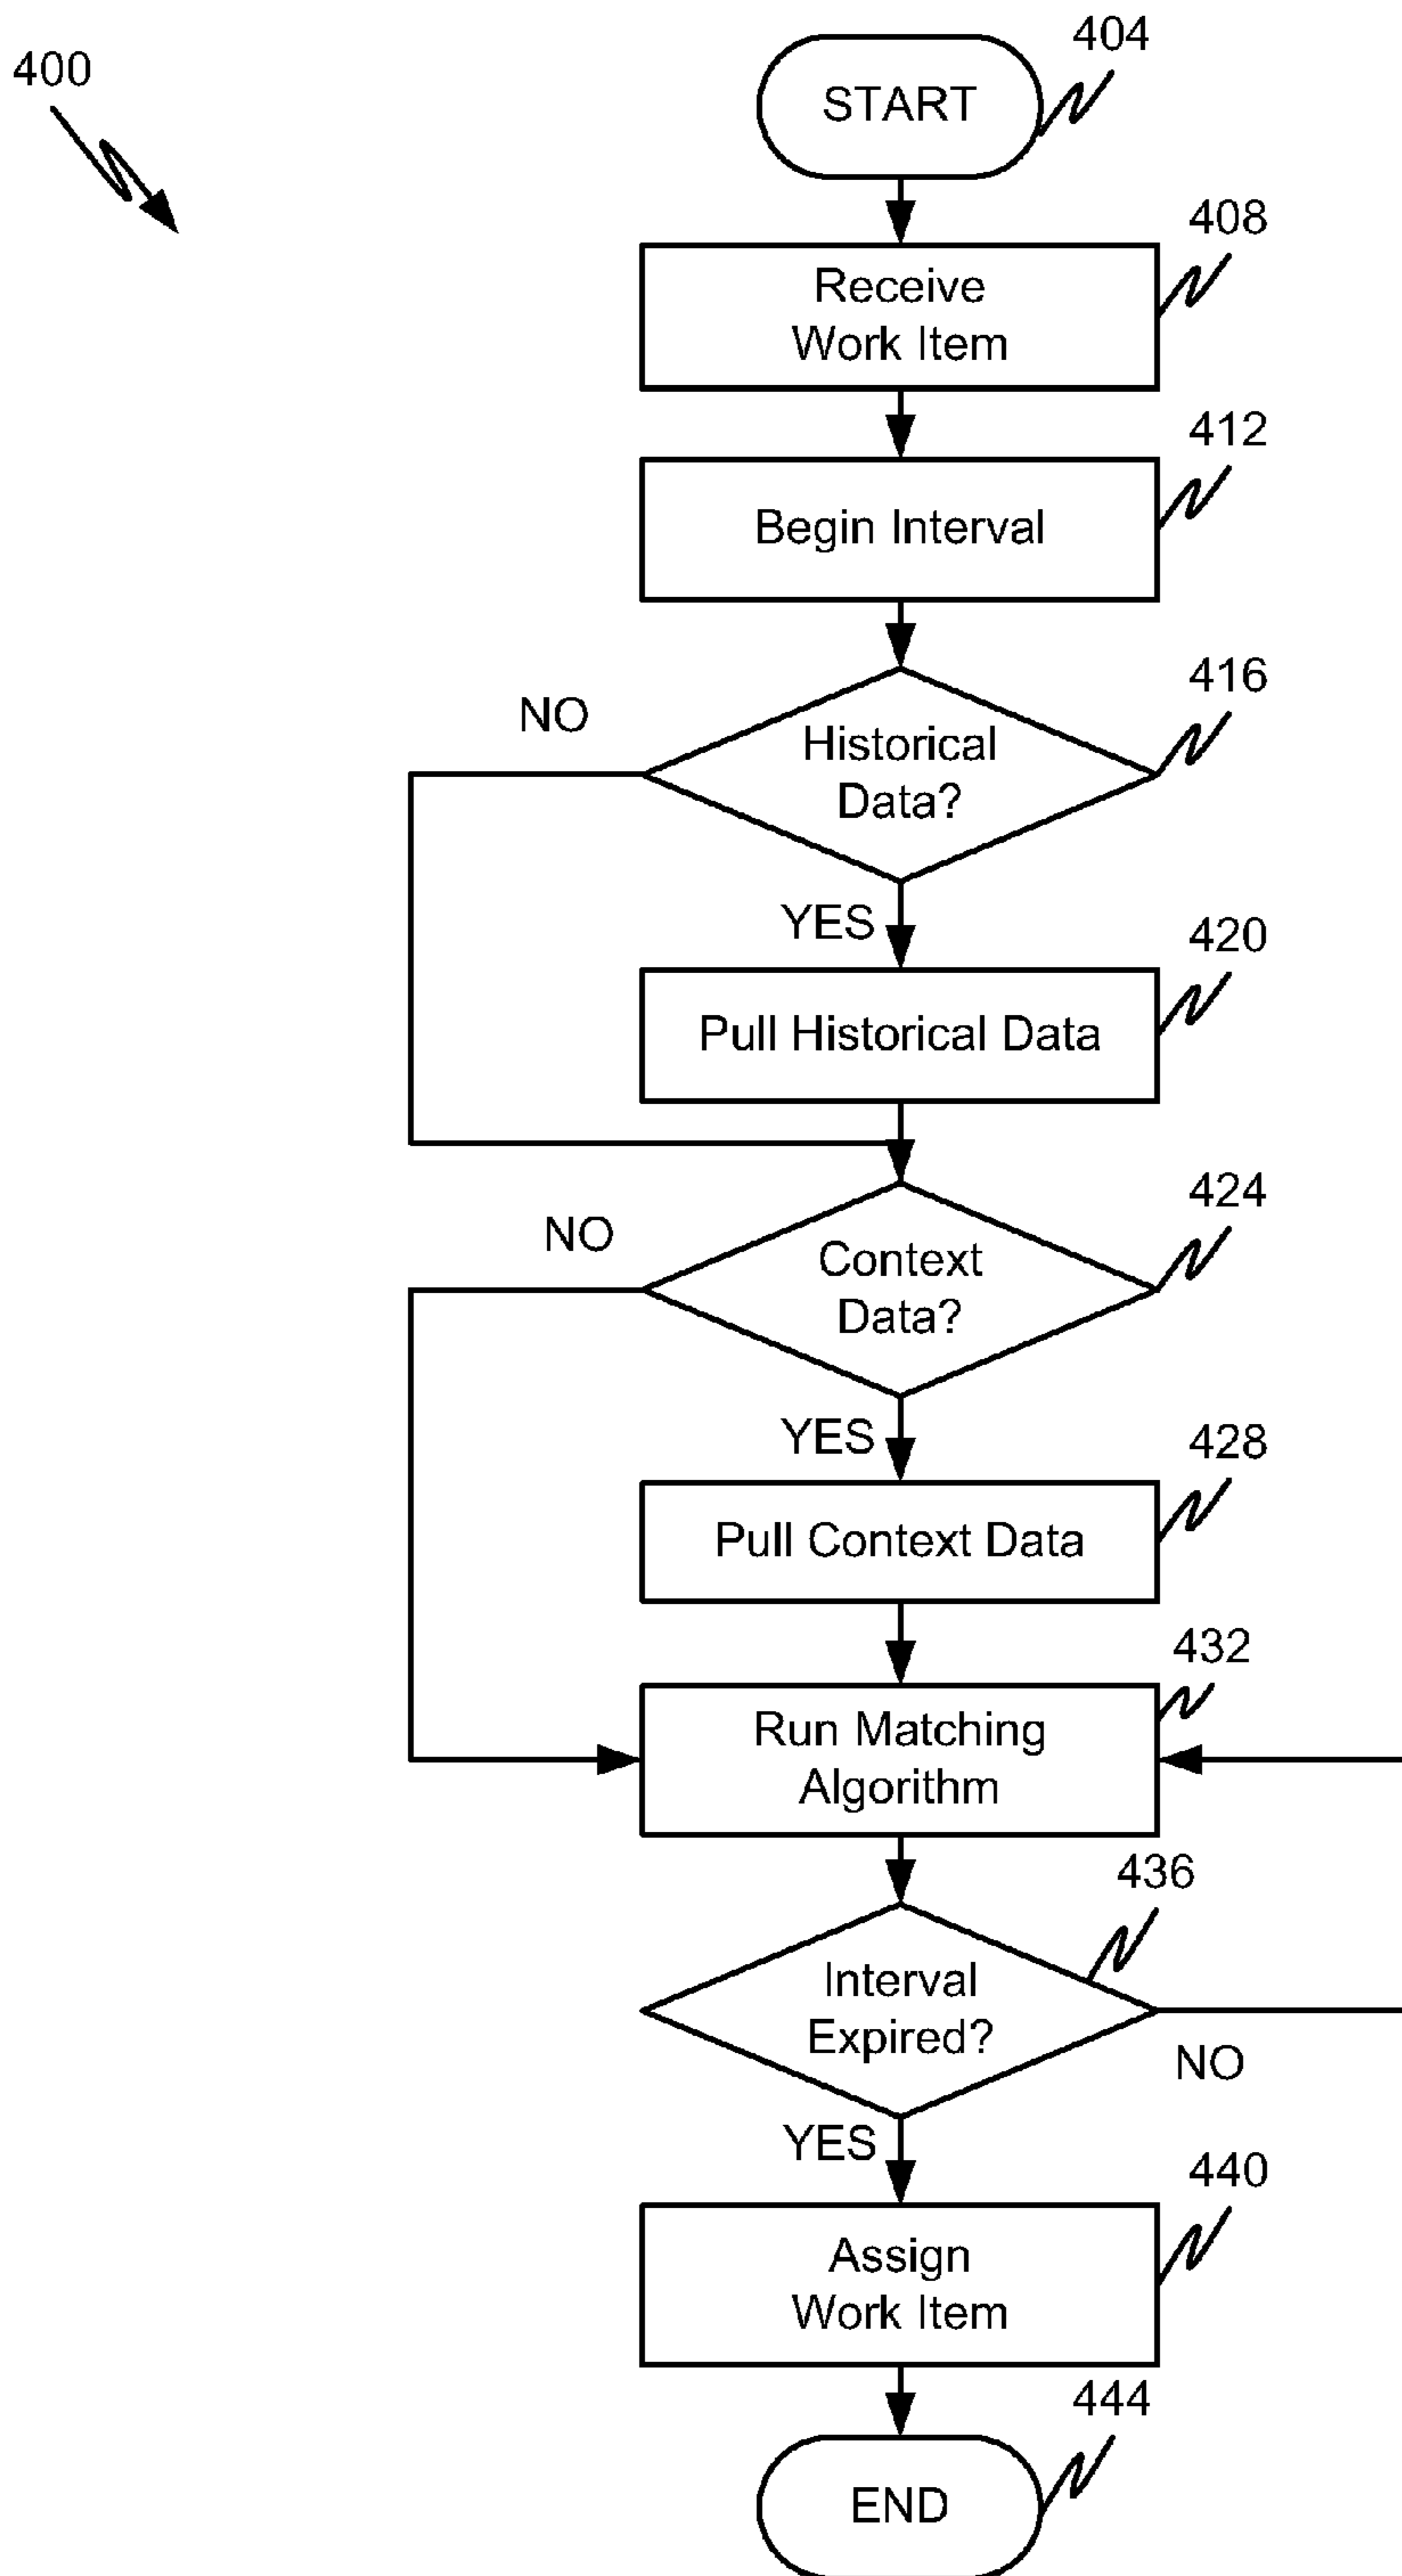 400
START
404
Receive
Work Item
408
Begin Interval
412
Historical
Data?
416
NO
YES
Pull Historical Data
420
Context
Data?
424
NO
YES
Pull Context Data
428
Run Matching
Algorithm
432
Interval
Expired?
436
NO
YES
Assign
Work Item
440
END
444